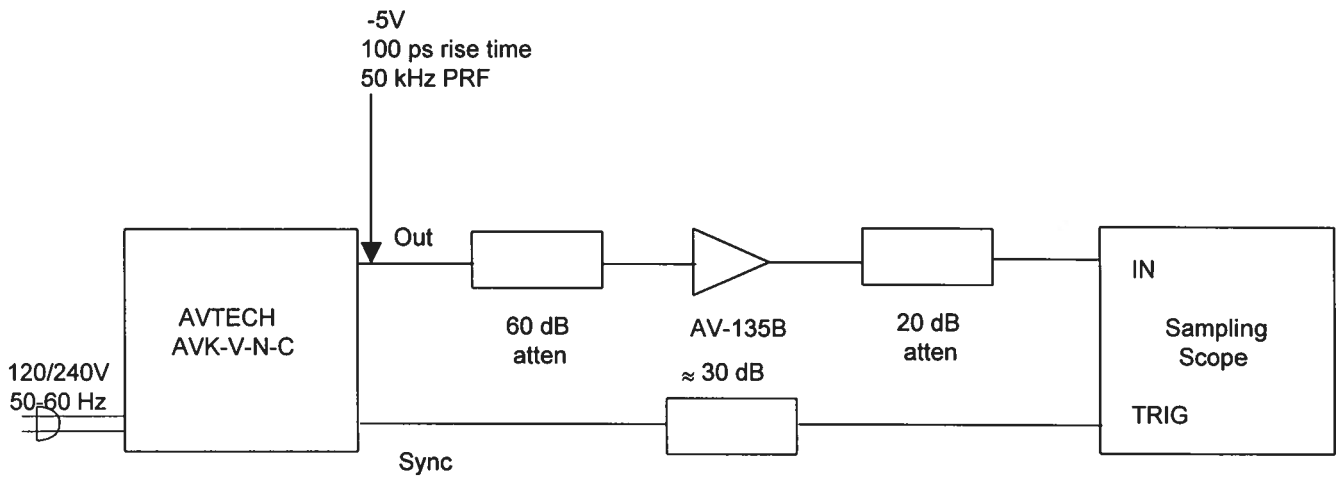 -5V
100 ps rise time
50 kHz PRF
Out
AVTECH
AVK-V-N-C
120/240V
50-60 Hz
60 dB
atten
AV-135B
20 dB
atten
IN
Sampling
Scope
TRIG
≈ 30 dB
Sync